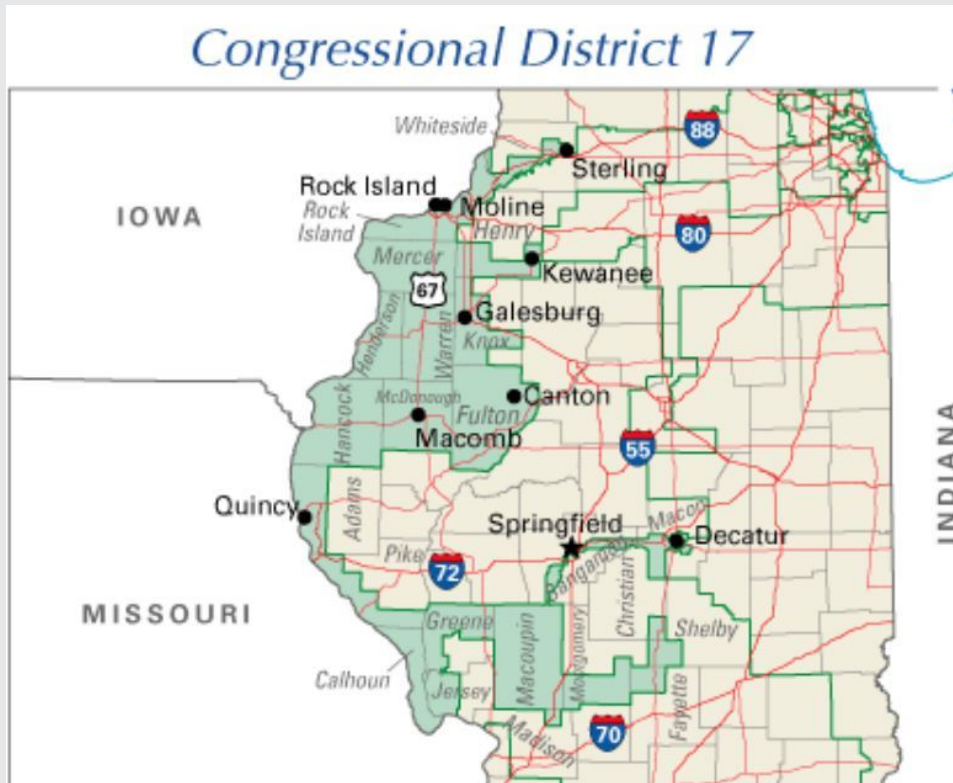 Congressional District 17
Whiteside
88
Sterling
Rock Island
Moline
Rock
Island
IOWA
Henry
80
Mercer
Kewanee
67
Galesburg
Henderson
Warren
Knox
McDonough
Canton
Hancock
Fulton
Macomb
55
INDIANA
Quincy
Adams
Springfield
Macon
Decatur
Pike
72
Sangamon
Christian
MISSOURI
Greene
Shelby
Macoupin
Montgomery
Calhoun
Jersey
Fayette
Madison
70